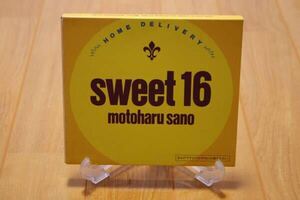 HOME DELIVERY
sweet 16
motoharu sano